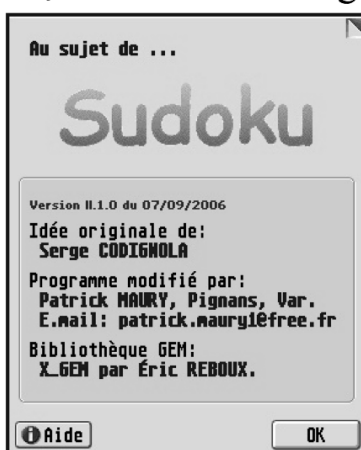 Au sujet de ...
Sudoku
Version II.1.0 du 07/09/2006
Idée originale de:
Serge CODIGNOLA
Programme modifié par:
Patrick MAURY, Pignans, Var.
E.mail: patrick.maury1@free.fr
Bibliothèque GEM:
X_GEM par Éric REBOUX.
Aide
OK